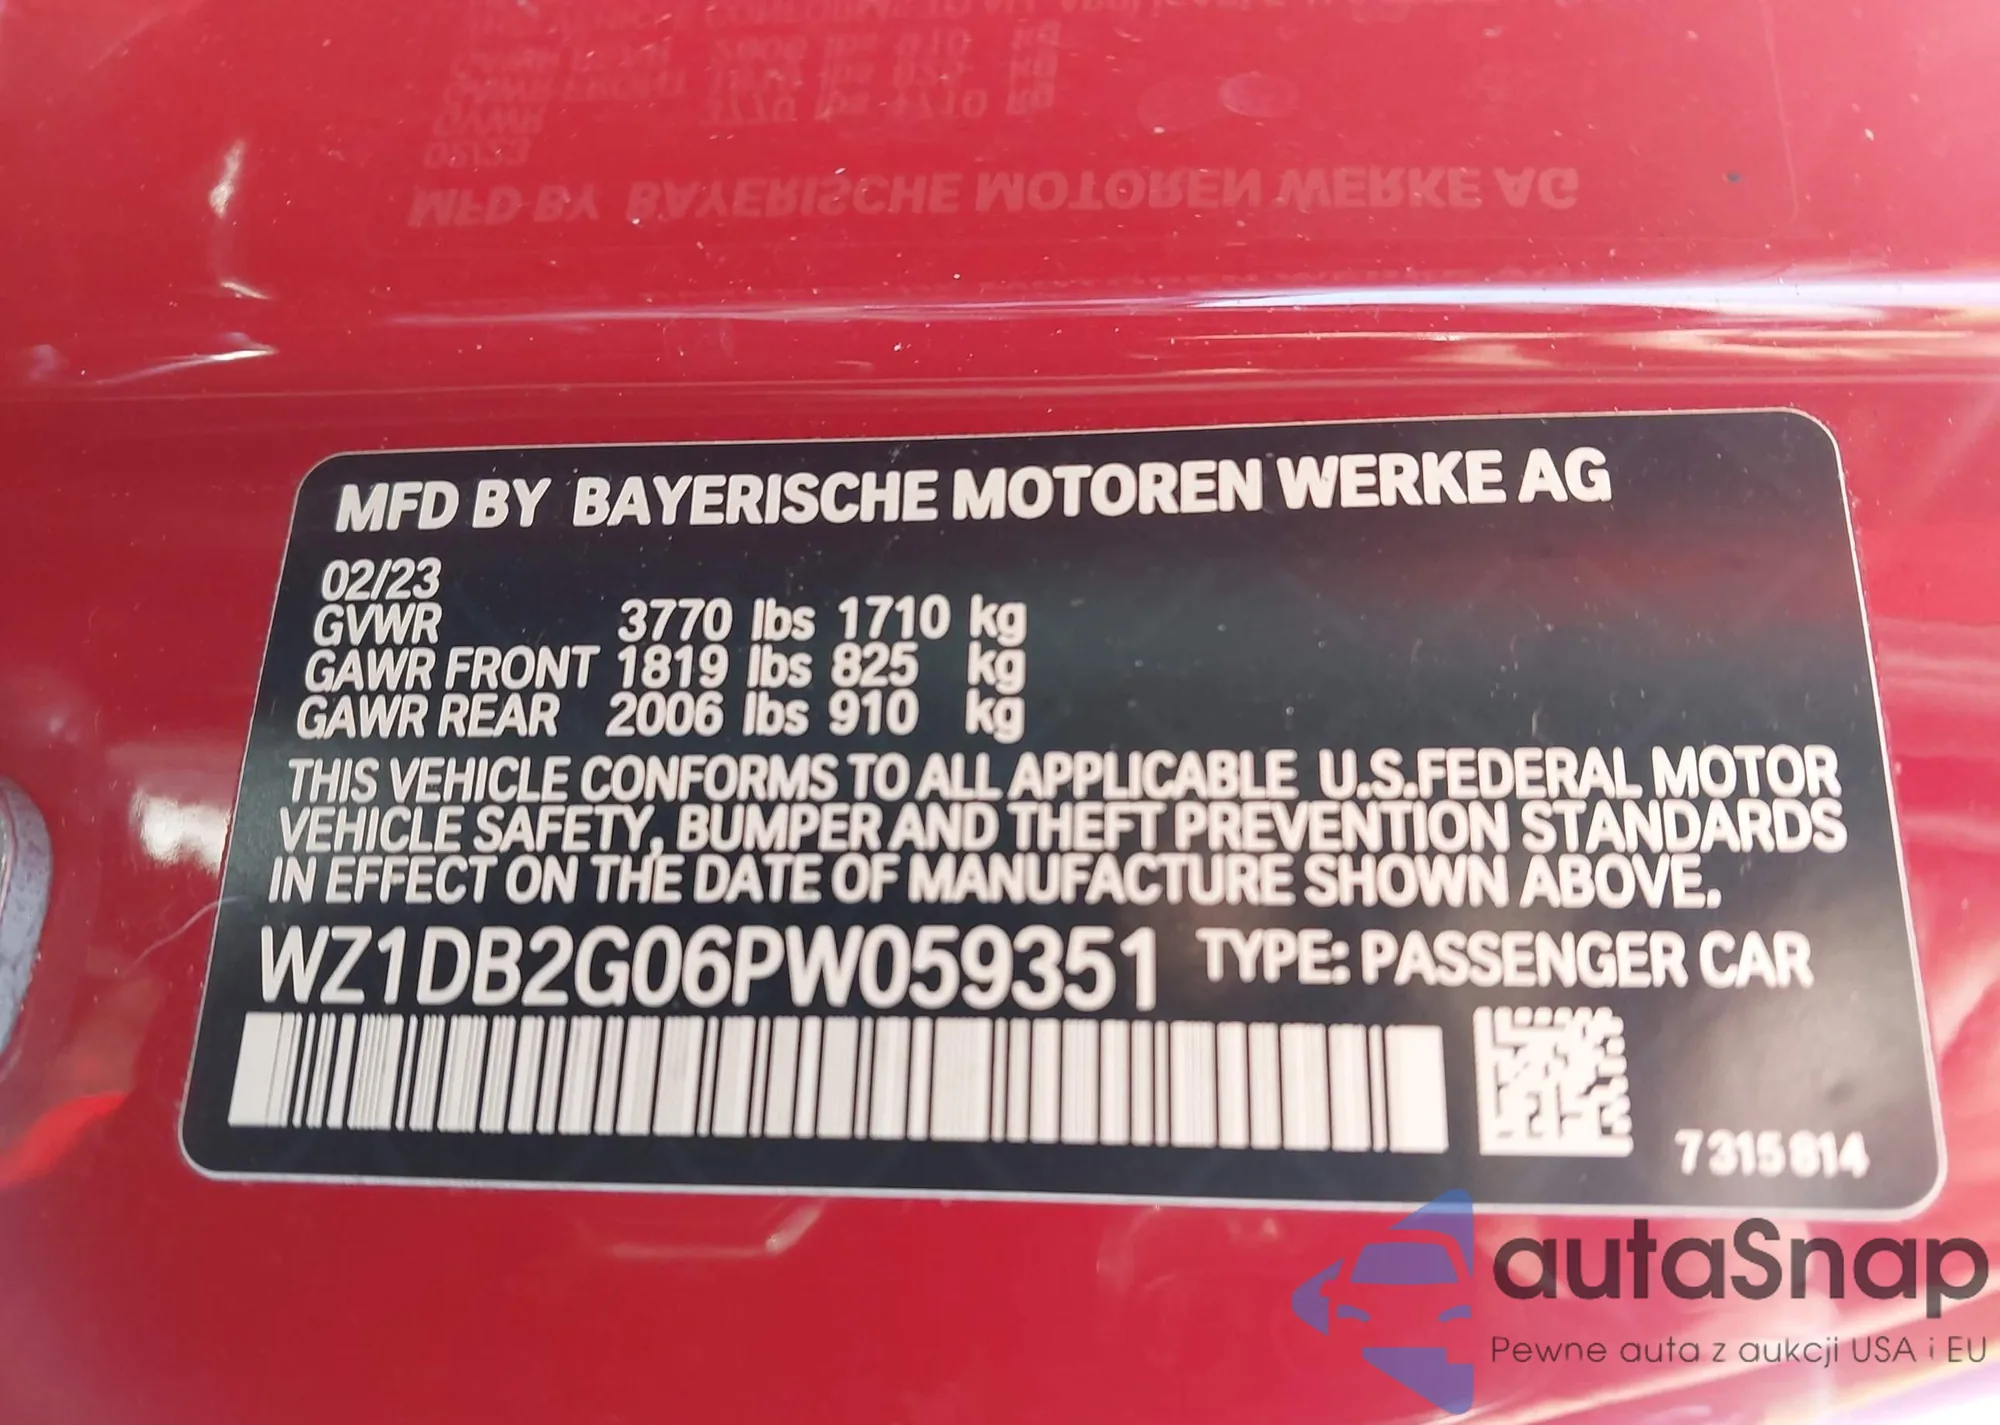 MFD BY BAYERISCHE MOTOREN WERKE AG
02/23
GVWR 3770 lbs 1710 kg
GAWR FRONT 1819 lbs 825 kg
GAWR REAR 2006 lbs 910 kg
THIS VEHICLE CONFORMS TO ALL APPLICABLE U.S.FEDERAL MOTOR
VEHICLE SAFETY, BUMPER AND THEFT PREVENTION STANDARDS
IN EFFECT ON THE DATE OF MANUFACTURE SHOWN ABOVE.
WZ1DB2G06PW059351 TYPE: PASSENGER CAR
7315814
autaSnap
Pewne auta z aukcji USA i EU